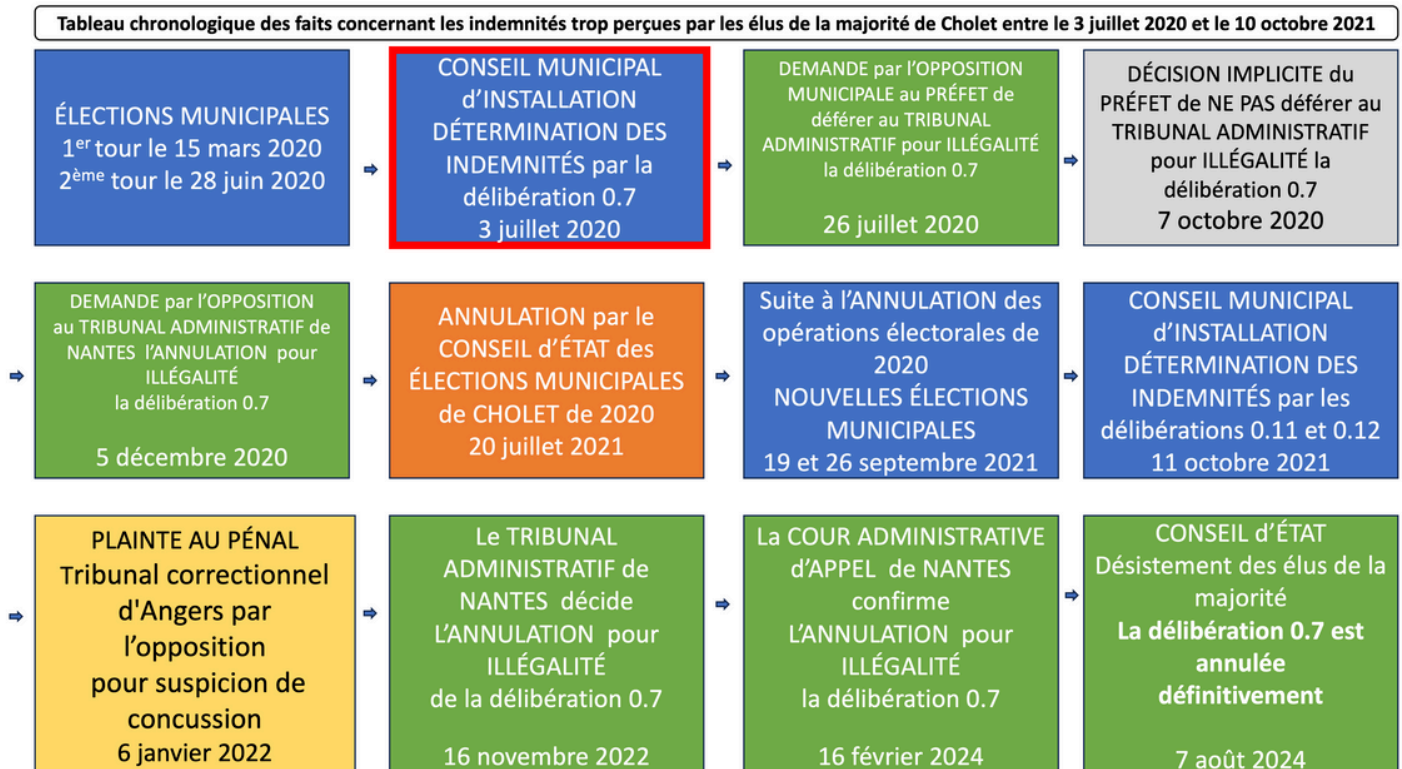 Tableau chronologique des faits concernant les indemnités trop perçues par les élus de la majorité de Cholet entre le 3 juillet 2020 et le 10 octobre 2021
ÉLECTIONS MUNICIPALES
1er tour le 15 mars 2020
2ème tour le 28 juin 2020
CONSEIL MUNICIPAL
d’INSTALLATION
DÉTERMINATION DES
INDEMNITÉS par la
délibération 0.7
3 juillet 2020
DEMANDE par l’OPPOSITION
MUNICIPALE au PRÉFET de
déférer au TRIBUNAL
ADMINISTRATIF pour ILLÉGALITÉ
la délibération 0.7
26 juillet 2020
DÉCISION IMPLICITE du
PRÉFET de NE PAS déférer au
TRIBUNAL ADMINISTRATIF
pour ILLÉGALITÉ la
délibération 0.7
7 octobre 2020
DEMANDE par l’OPPOSITION
au TRIBUNAL ADMINISTRATIF de
NANTES l’ANNULATION pour
ILLÉGALITÉ
la délibération 0.7
5 décembre 2020
ANNULATION par le
CONSEIL d’ÉTAT des
ÉLECTIONS MUNICIPALES
de CHOLET de 2020
20 juillet 2021
Suite à l’ANNULATION des
opérations électorales de
2020
NOUVELLES ÉLECTIONS
MUNICIPALES
19 et 26 septembre 2021
CONSEIL MUNICIPAL
d’INSTALLATION
DÉTERMINATION DES
INDEMNITÉS par les
délibérations 0.11 et 0.12
11 octobre 2021
PLAINTE AU PÉNAL
Tribunal correctionnel
d'Angers par
l’opposition
pour suspicion de
concussion
6 janvier 2022
Le TRIBUNAL
ADMINISTRATIF de
NANTES décide
L’ANNULATION pour
ILLÉGALITÉ
de la délibération 0.7
16 novembre 2022
La COUR ADMINISTRATIVE
d’APPEL de NANTES
confirme
L’ANNULATION pour
ILLÉGALITÉ
la délibération 0.7
16 février 2024
CONSEIL d’ÉTAT
Désistement des élus de la
majorité
La délibération 0.7 est
annulée
définitivement
7 août 2024